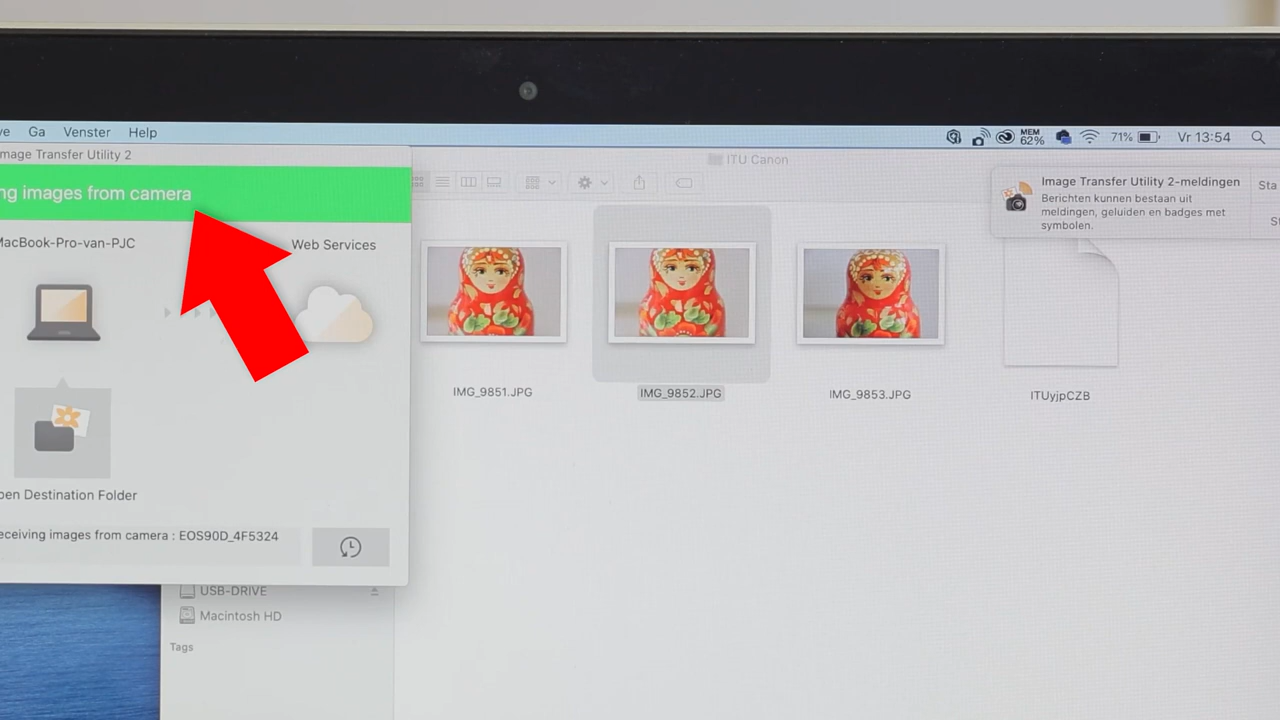 Ga Venster Help
MEM
62%
71%
Vr 13:54
Image Transfer Utility 2
ITU Canon
ng images from camera
Image Transfer Utility 2-meldingen
Berichten kunnen bestaan uit
meldingen, geluiden en badges met
symbolen.
MacBook-Pro-van-PJC
Web Services
IMG_9851.JPG
IMG_9852.JPG
IMG_9853.JPG
ITUyjpCZB
pen Destination Folder
eceiving images from camera : EOS90D_4F5324
USB-DRIVE
Macintosh HD
Tags